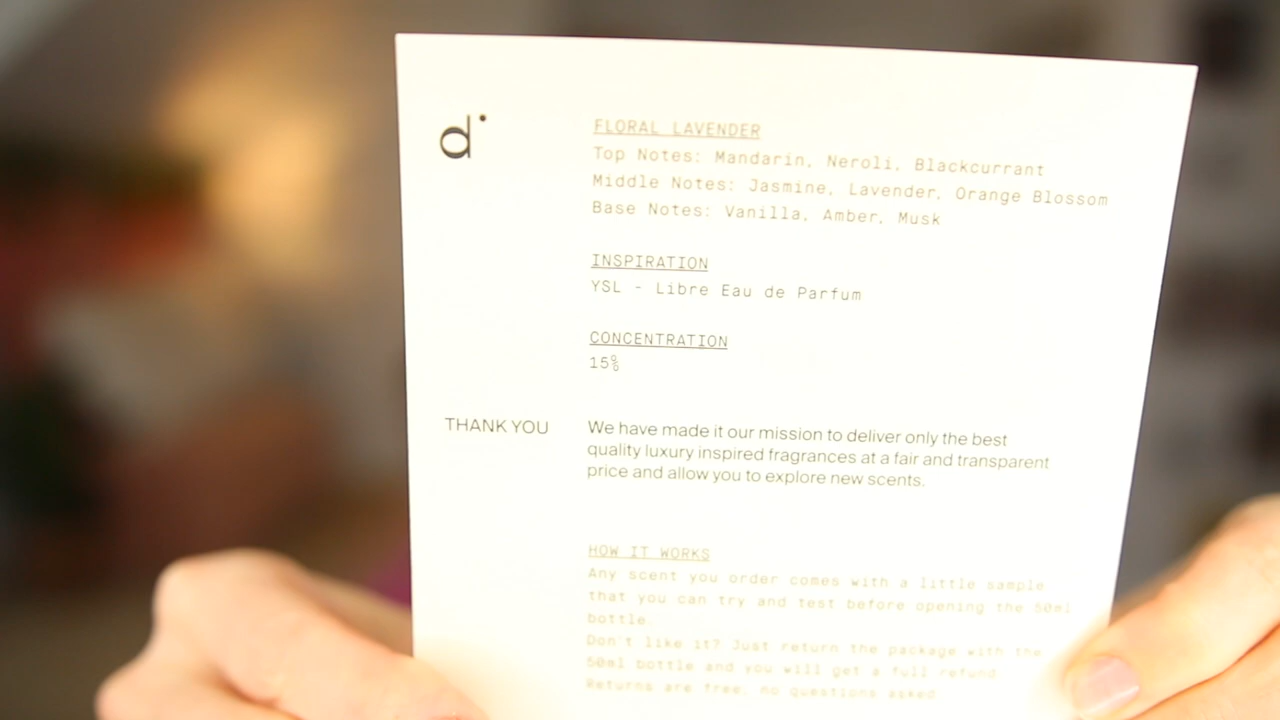 d.
FLORAL LAVENDER
Top Notes: Mandarin, Neroli, Blackcurrant
Middle Notes: Jasmine, Lavender, Orange Blossom
Base Notes: Vanilla, Amber, Musk
INSPIRATION
YSL - Libre Eau de Parfum
CONCENTRATION
15%
THANK YOU
We have made it our mission to deliver only the best
quality luxury inspired fragrances at a fair and transparent
price and allow you to explore new scents.
HOW IT WORKS
Any scent you order comes with a little sample
that you can try and test before opening the 50ml
bottle.
Don't like it? Just return the package with the
50ml bottle and you will get a full refund.
Returns are free, no questions asked